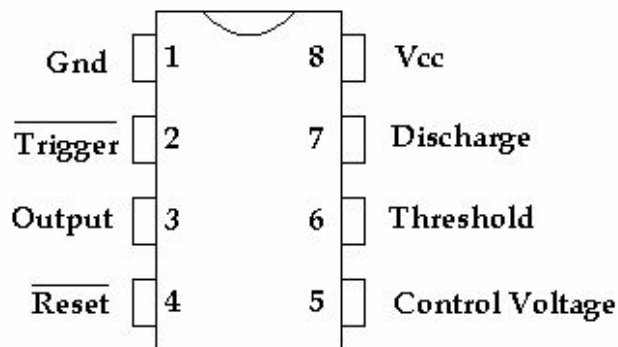 Gnd 1 8 Vcc
Trigger 2 7 Discharge
Output 3 6 Threshold
Reset 4 5 Control Voltage